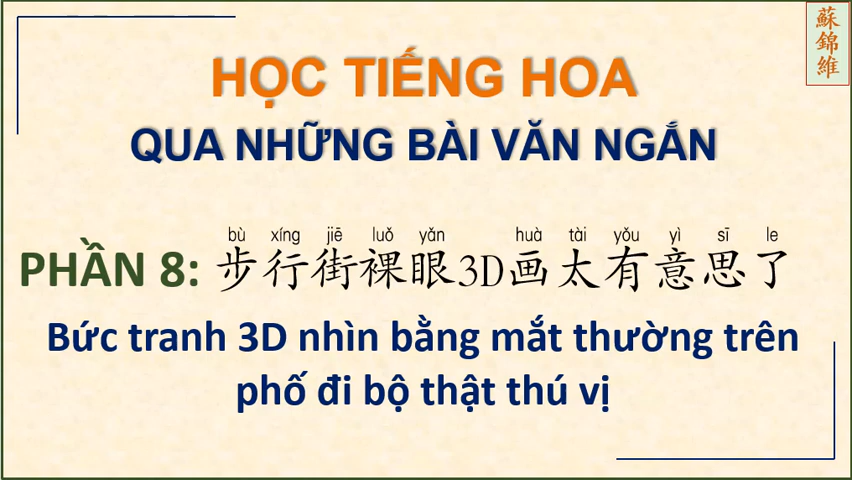 蘇錦維
HỌC TIẾNG HOA
QUA NHỮNG BÀI VĂN NGẮN
bù xíng jiē luǒ yǎn huà tài yǒu yì sī le
PHẦN 8: 步行街裸眼3D画太有意思了
Bức tranh 3D nhìn bằng mắt thường trên
phố đi bộ thật thú vị